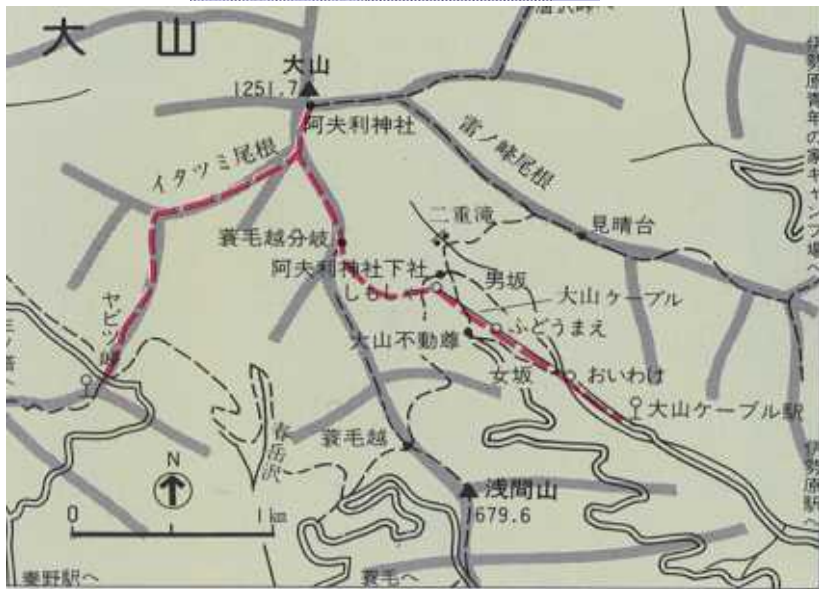 大山
大山
1251.7
阿夫利神社
イタツミ尾根
雷ノ峰尾根
伊勢原青年の家キャンプ場へ
二重滝
見晴台
蓑毛越分岐
阿夫利神社下社
しもしゃ
男坂
大山ケーブル
ふどうまえ
大山不動尊
ヤビツ峠
女坂
おいわけ
大山ケーブル駅
春岳沢
蓑毛越
浅間山
679.6
伊勢原駅へ
N
0 1km
秦野駅へ
蓑毛へ